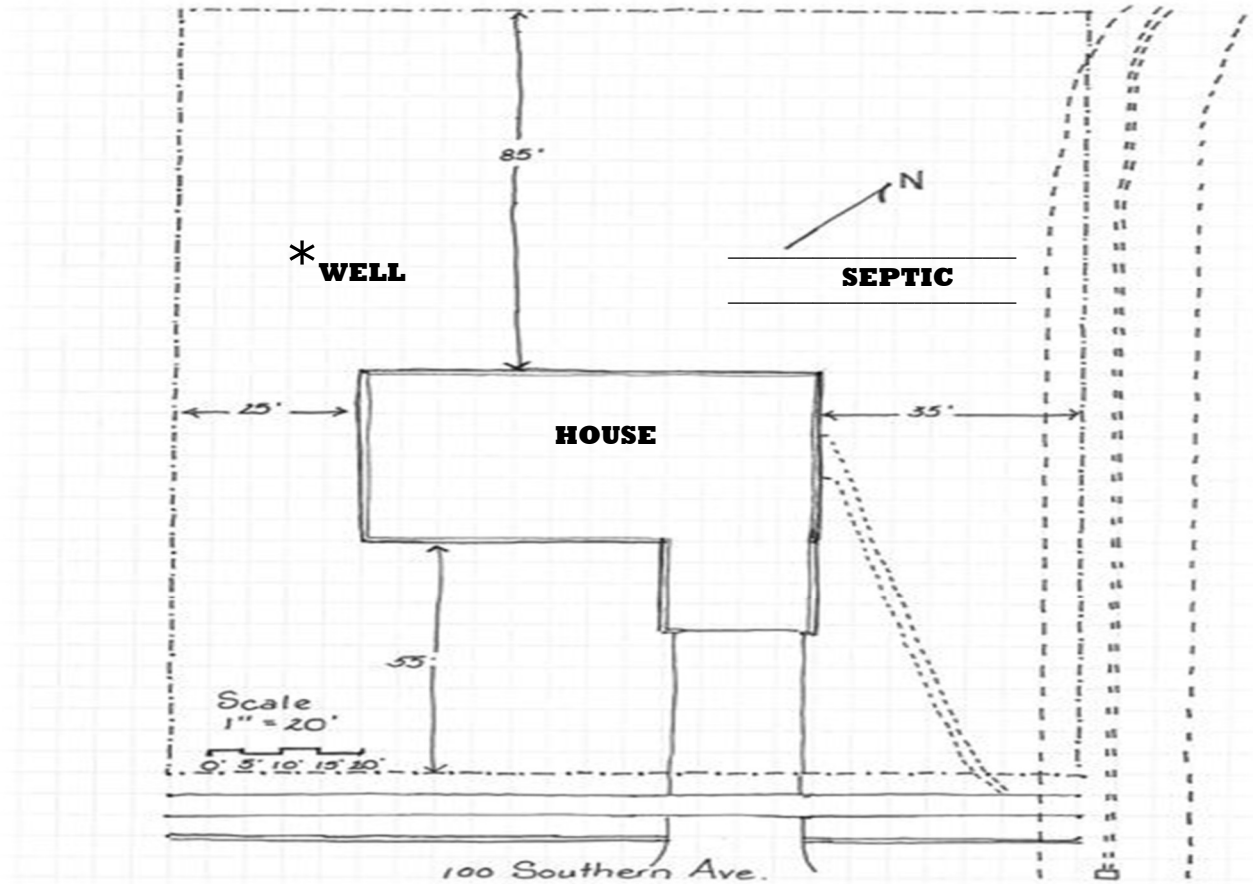 85'
N
*WELL
SEPTIC
25'
35'
HOUSE
55'
Scale
1" = 20'
0' 5' 10' 15' 20'
100 Southern Ave.